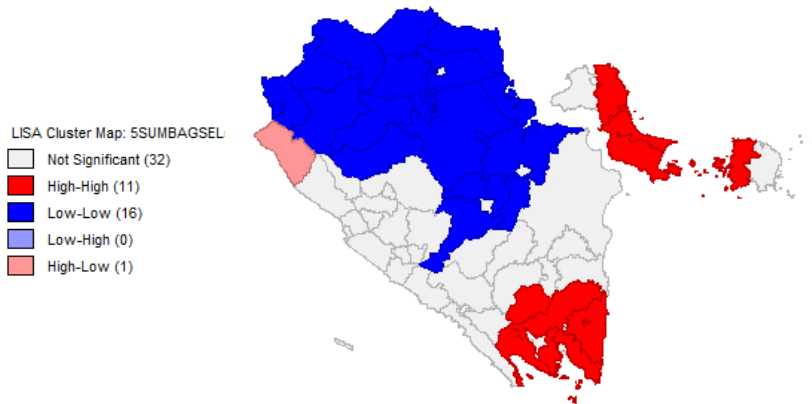 LISA Cluster Map: 5SUMBAGSEL
Not Significant (32)
High-High (11)
Low-Low (16)
Low-High (0)
High-Low (1)